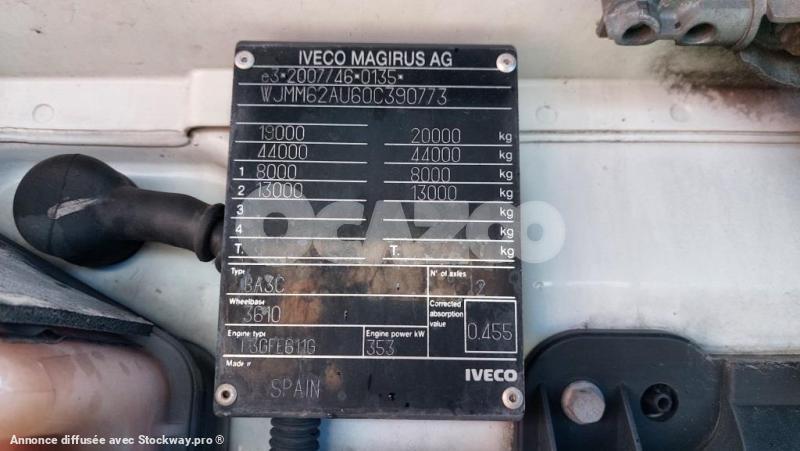 IVECO MAGIRUS AG
e3*2007/46*0135*
WJMM62AU60C390773
19000 20000 kg
44000 44000 kg
1 8000 8000 kg
2 13000 13000 kg
3 kg
4 kg
T. T. kg
OCAZOO
Type N° of axles
BA3C 2
Wheelbase Corrected absorption value
3610 0.455
Engine type Engine power kW
F3GFE611G 353
Made in
SPAIN IVECO
Annonce diffusée avec Stockway.pro®